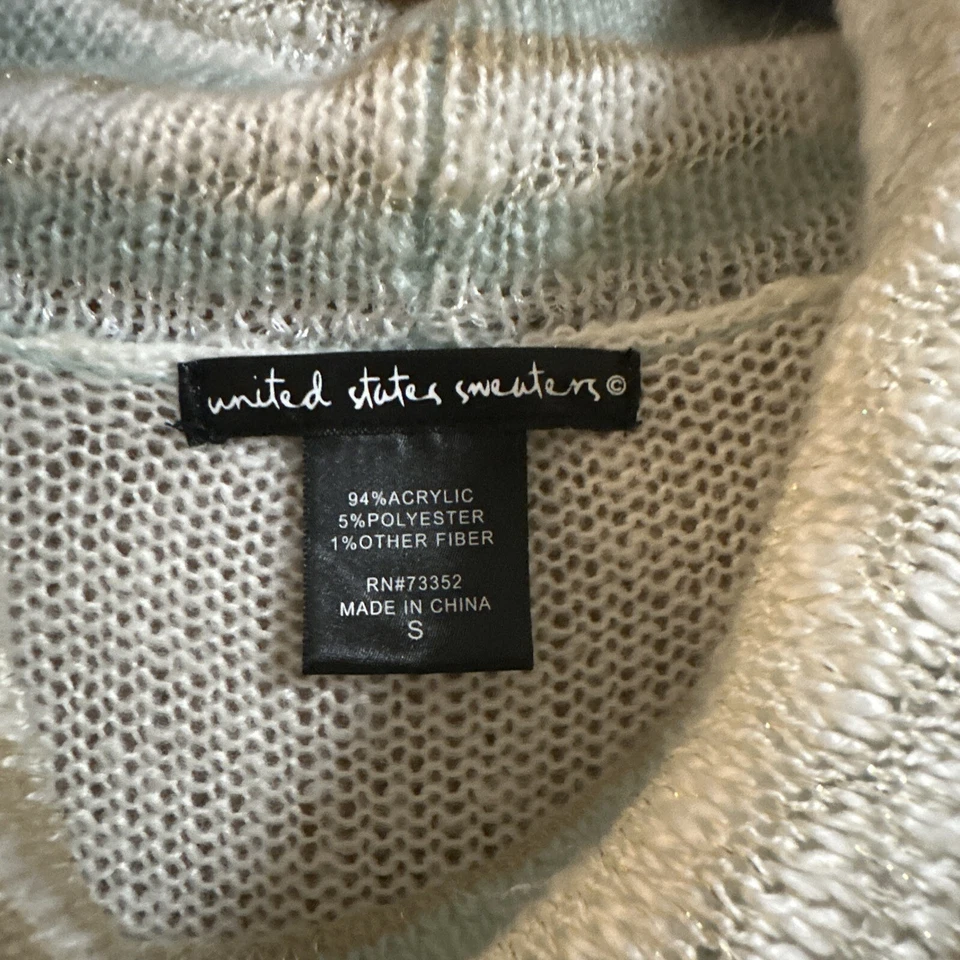 united states sweaters©
94%ACRYLIC
5%POLYESTER
1%OTHER FIBER
RN#73352
MADE IN CHINA
S